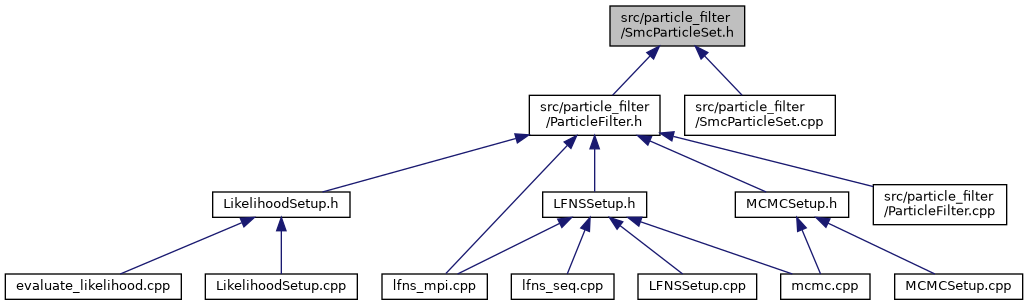 src/particle_filter
/SmcParticleSet.h
src/particle_filter
/ParticleFilter.h
src/particle_filter
/SmcParticleSet.cpp
LikelihoodSetup.h
LFNSSetup.h
MCMCSetup.h
src/particle_filter
/ParticleFilter.cpp
evaluate_likelihood.cpp
LikelihoodSetup.cpp
lfns_mpi.cpp
lfns_seq.cpp
LFNSSetup.cpp
mcmc.cpp
MCMCSetup.cpp